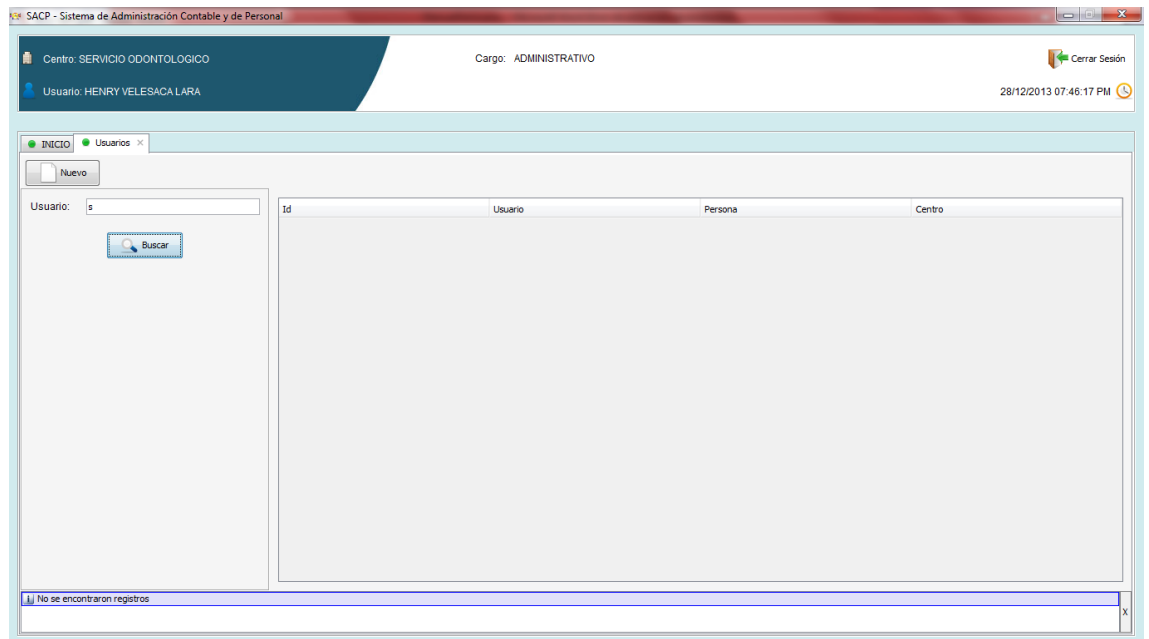 SACP - Sistema de Administración Contable y de Personal
Centro: SERVICIO ODONTOLOGICO
Cargo: ADMINISTRATIVO
Cerrar Sesión
Usuario: HENRY VELESACA LARA
28/12/2013 07:46:17 PM
INICIO
Usuarios
Nuevo
Usuario: s
Buscar
Id Usuario Persona Centro
No se encontraron registros
X